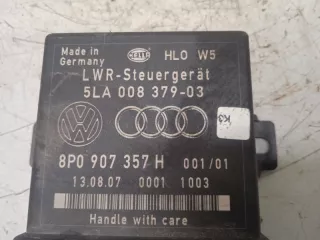 Made in
Germany
HELLA
HLO W5
LWR-Steuergerät
5LA 008 379-03
8P0 907 357 H 001/01
13.08.07 0001 1003
Handle with care